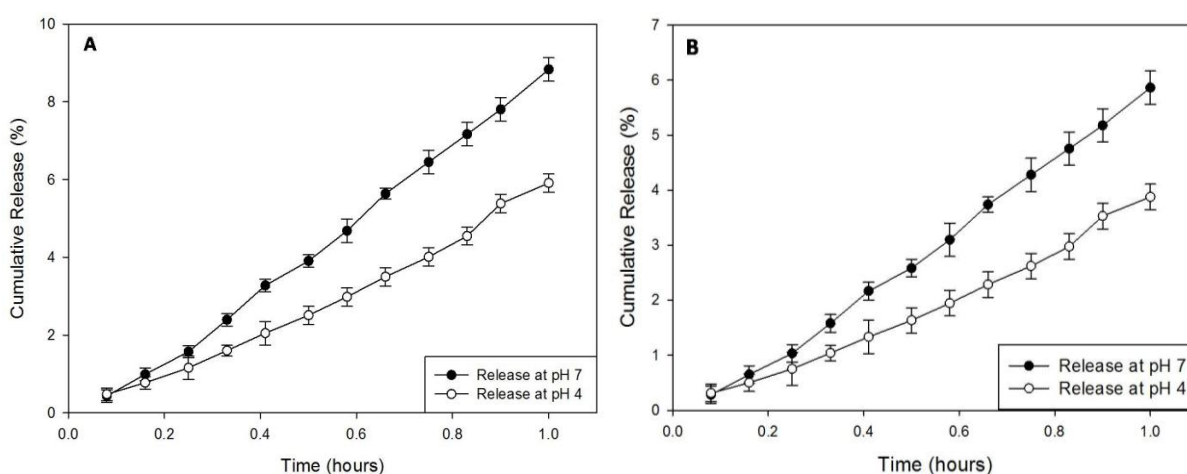 A
Cumulative Release (%)
10
8
6
4
2
0
0.0 0.2 0.4 0.6 0.8 1.0
Time (hours)
Release at pH 7
Release at pH 4
B
Cumulative Release (%)
7
6
5
4
3
2
1
0
0.0 0.2 0.4 0.6 0.8 1.0
Time (hours)
Release at pH 7
Release at pH 4